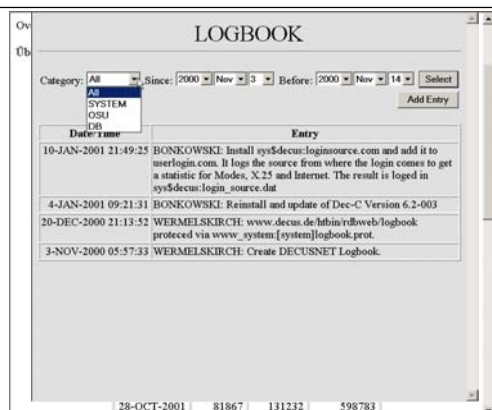 Ov
Üb
LOGBOOK
Category: All Since: 2000 Nov 3 Before: 2000 Nov 14 Select
All
SYSTEM
OSU
DB
Add Entry
Date/Time Entry
10-JAN-2001 21:49:25 BONKOWSKI: Install sys$decus:loginsource.com and add it to
userlogin.com. It logs the source from where the login comes to get
a statistic for Modes, X.25 and Internet. The result is loged in
sys$decus:login_source.dat
4-JAN-2001 09:21:31 BONKOWSKI: Reinstall and update of Dec-C Version 6.2-003
20-DEC-2000 21:13:52 WERMELSKIRCH: www.decus.de/htbin/rdbweb/logbook
proteced via www_system:[system]logbook.prot.
3-NOV-2000 05:57:33 WERMELSKIRCH: Create DECUSNET Logbook.
28-OCT-2001 81867 131232 598783